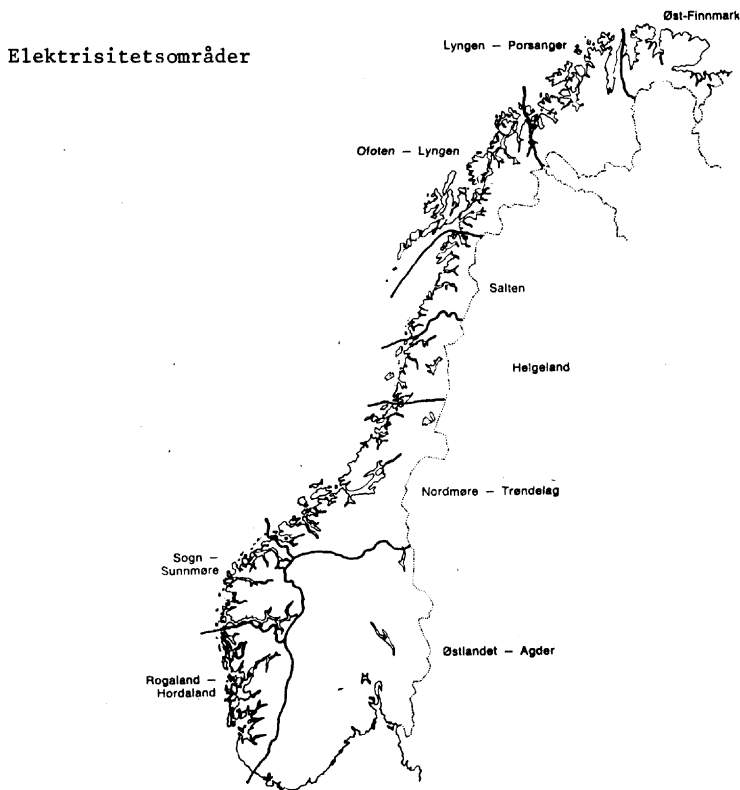 Øst-Finnmark
Lyngen – Porsanger
Elektrisitetsområder
Ofoten – Lyngen
Salten
Helgeland
Nordmøre – Trøndelag
Sogn –
Sunnmøre
Østlandet – Agder
Rogaland –
Hordaland